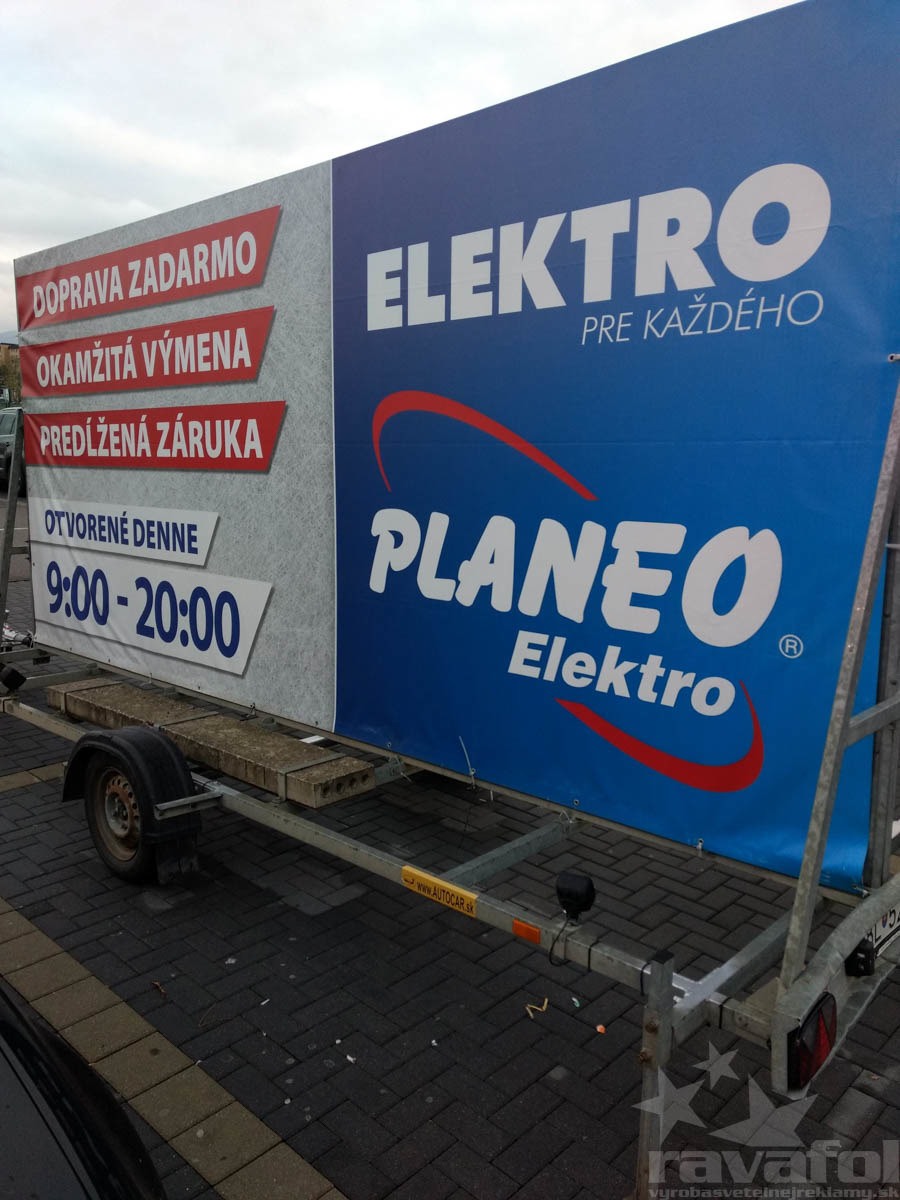 DOPRAVA ZADARMO
OKAMŽITÁ VÝMENA
PREDĹŽENÁ ZÁRUKA
OTVORENÉ DENNE
9:00 - 20:00
ELEKTRO
PRE KAŽDÉHO
PLANEO
Elektro ®
www.AUTOCAR.sk
ravafol
vyrobasvetelnejreklamy.sk